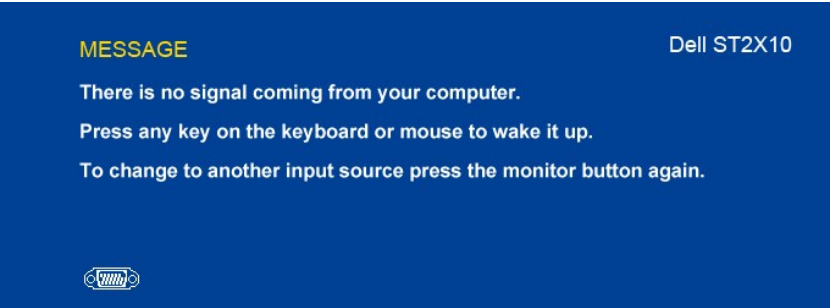 MESSAGE
Dell ST2X10
There is no signal coming from your computer.
Press any key on the keyboard or mouse to wake it up.
To change to another input source press the monitor button again.